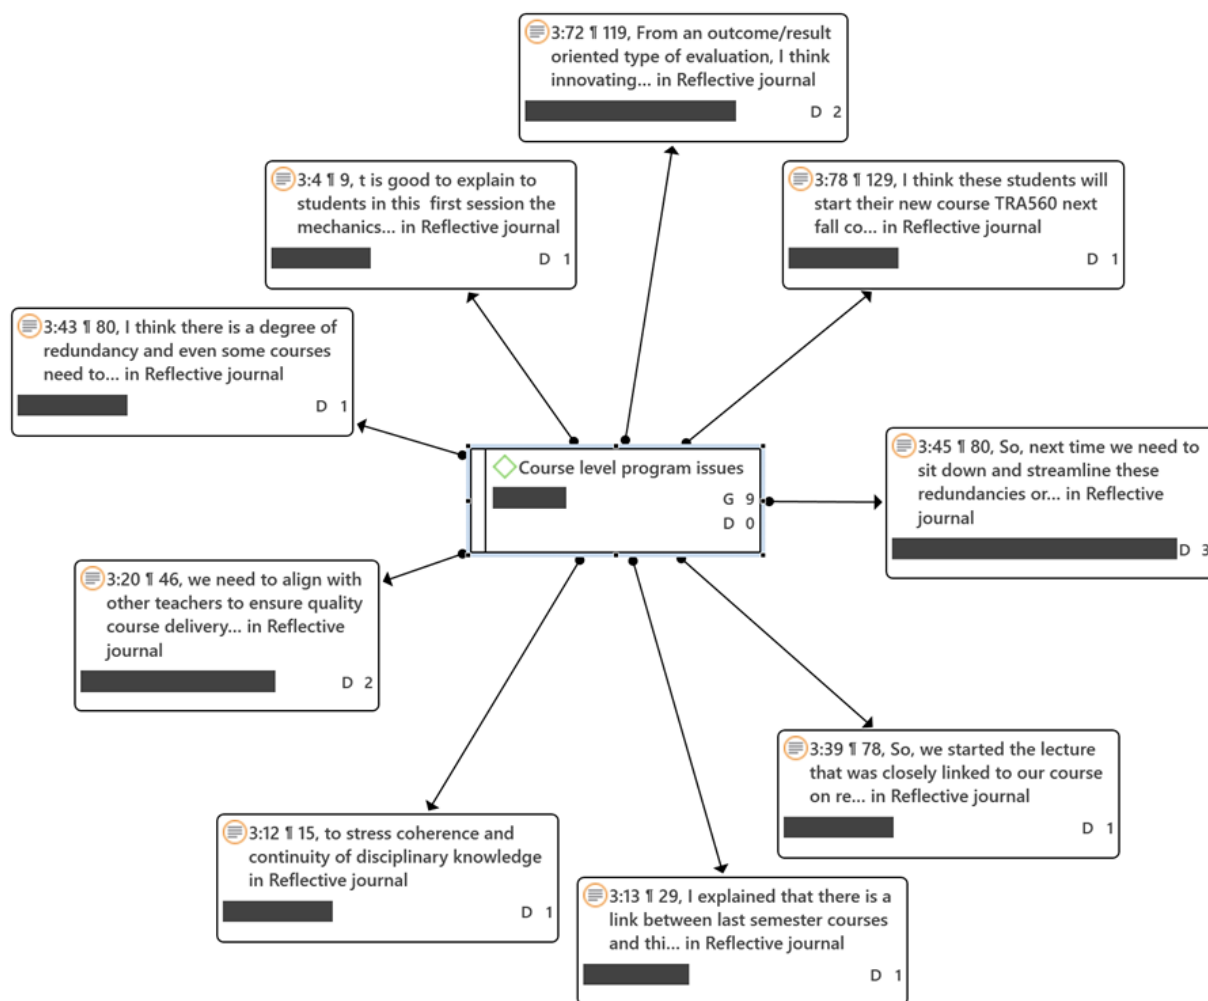 3:72 ¶ 119, From an outcome/result
oriented type of evaluation, I think
innovating... in Reflective journal
D 2
3:4 ¶ 9, t is good to explain to
students in this first session the
mechanics... in Reflective journal
D 1
3:78 ¶ 129, I think these students will
start their new course TRA560 next
fall co... in Reflective journal
D 1
3:43 ¶ 80, I think there is a degree of
redundancy and even some courses
need to... in Reflective journal
D 1
3:45 ¶ 80, So, next time we need to
sit down and streamline these
redundancies or... in Reflective
journal
D 3
Course level program issues
G 9
D 0
3:20 ¶ 46, we need to align with
other teachers to ensure quality
course delivery... in Reflective
journal
D 2
3:39 ¶ 78, So, we started the lecture
that was closely linked to our course
on re... in Reflective journal
D 1
3:12 ¶ 15, to stress coherence and
continuity of disciplinary knowledge
in Reflective journal
D 1
3:13 ¶ 29, I explained that there is a
link between last semester courses
and thi... in Reflective journal
D 1